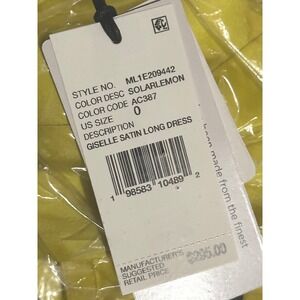 STYLE NO. ML1E209442
COLOR DESC SOLARLEMON
COLOR CODE AC387
US SIZE 0
DESCRIPTION
GISELLE SATIN LONG DRESS
1 98583 10489 2
MANUFACTURER'S
SUGGESTED
RETAIL PRICE
made from the finest